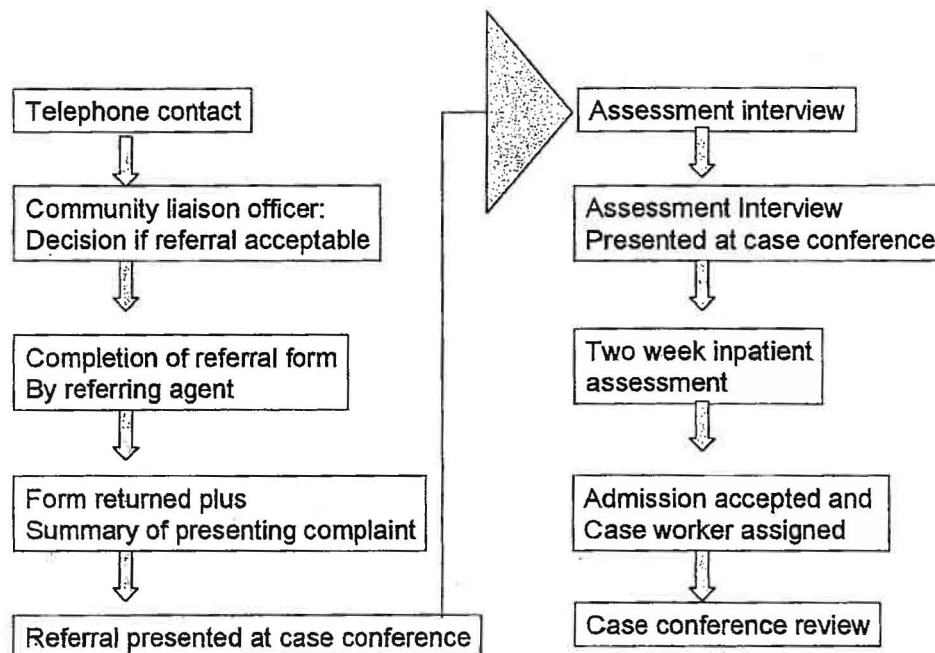 Telephone contact
Community liaison officer:
Decision if referral acceptable
Completion of referral form
By referring agent
Form returned plus
Summary of presenting complaint
Referral presented at case conference
Assessment interview
Assessment Interview
Presented at case conference
Two week inpatient
assessment
Admission accepted and
Case worker assigned
Case conference review